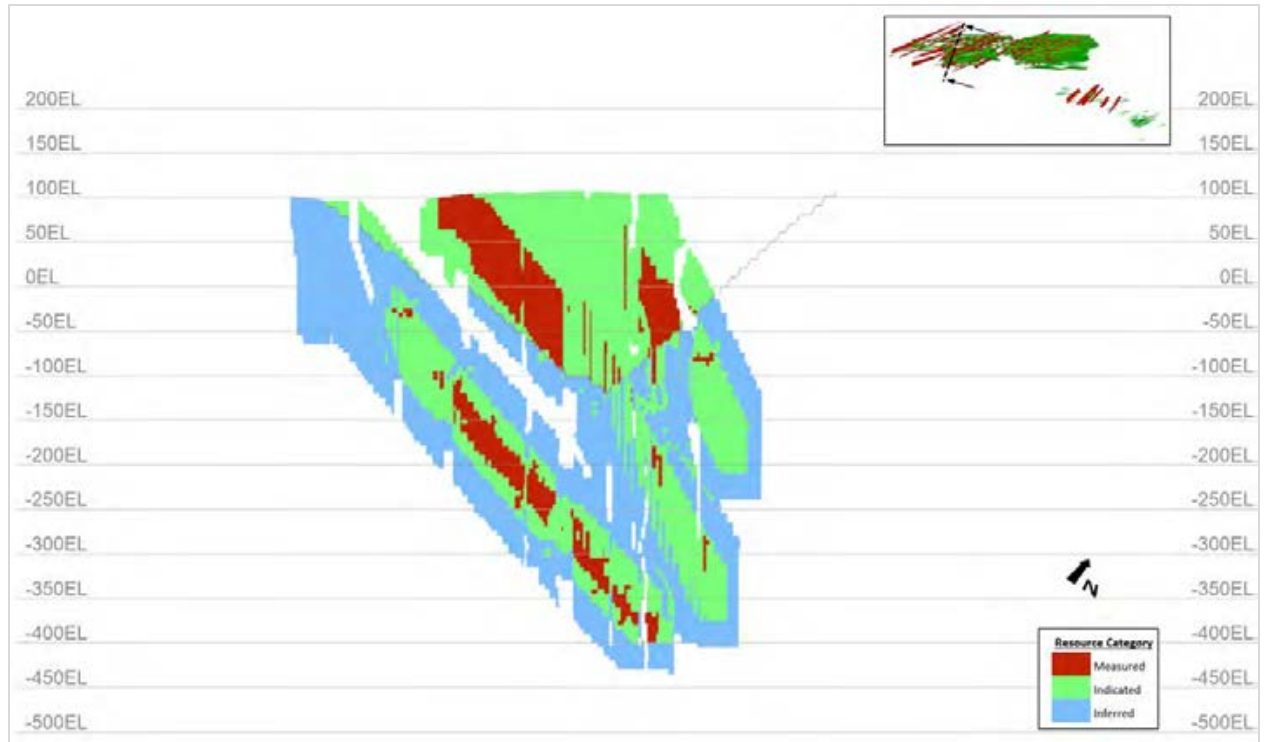 200EL 200EL
150EL 150EL
100EL 100EL
50EL 50EL
0EL 0EL
-50EL -50EL
-100EL -100EL
-150EL -150EL
-200EL -200EL
-250EL -250EL
-300EL -300EL
-350EL -350EL
N
-400EL -400EL
-450EL -450EL
-500EL -500EL
Resource Category
Measured
Indicated
Inferred